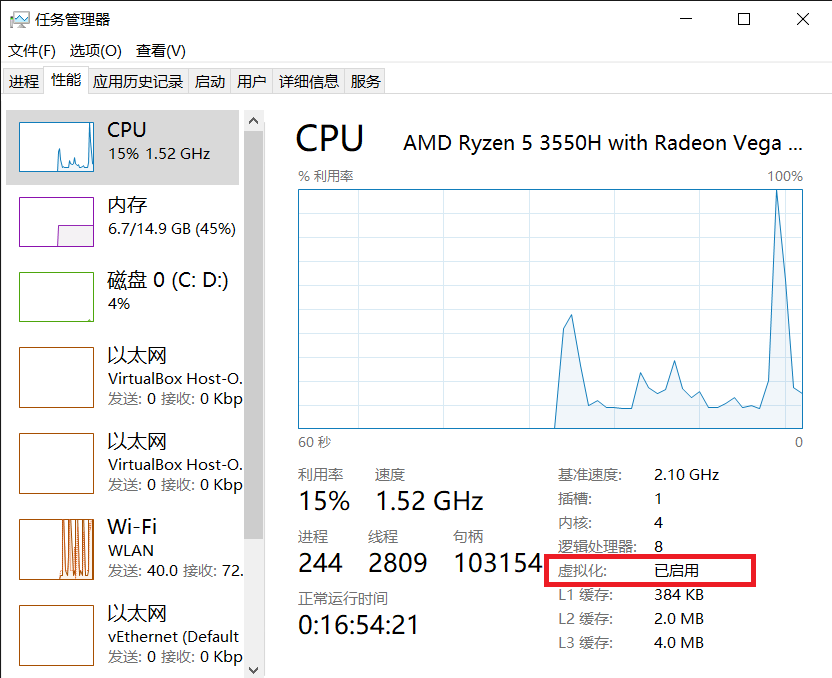 任务管理器
文件(F) 选项(O) 查看(V)
进程 性能 应用历史记录 启动 用户 详细信息 服务
CPU
15% 1.52 GHz
内存
6.7/14.9 GB (45%)
磁盘 0 (C: D:)
4%
以太网
VirtualBox Host-O.
发送: 0 接收: 0 Kbp
以太网
VirtualBox Host-O.
发送: 0 接收: 0 Kbp
Wi-Fi
WLAN
发送: 40.0 接收: 72.
以太网
vEthernet (Default
发送: 0 接收: 0 Kbp
CPU AMD Ryzen 5 3550H with Radeon Vega ...
% 利用率 100%
60 秒 0
利用率 速度
15% 1.52 GHz
进程 线程 句柄
244 2809 103154
正常运行时间
0:16:54:21
基准速度: 2.10 GHz
插槽: 1
内核: 4
逻辑处理器: 8
虚拟化: 已启用
L1 缓存: 384 KB
L2 缓存: 2.0 MB
L3 缓存: 4.0 MB